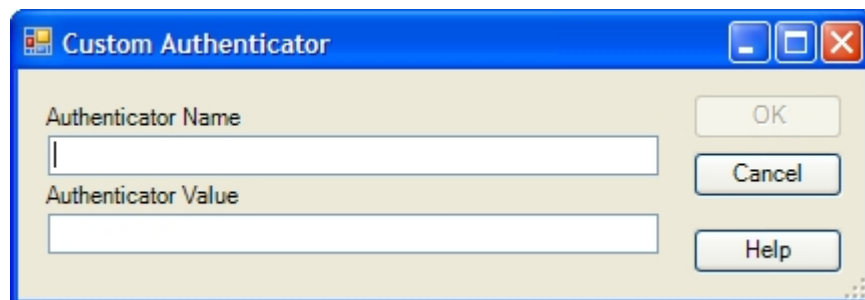 Custom Authenticator
Authenticator Name
OK
Cancel
Authenticator Value
Help